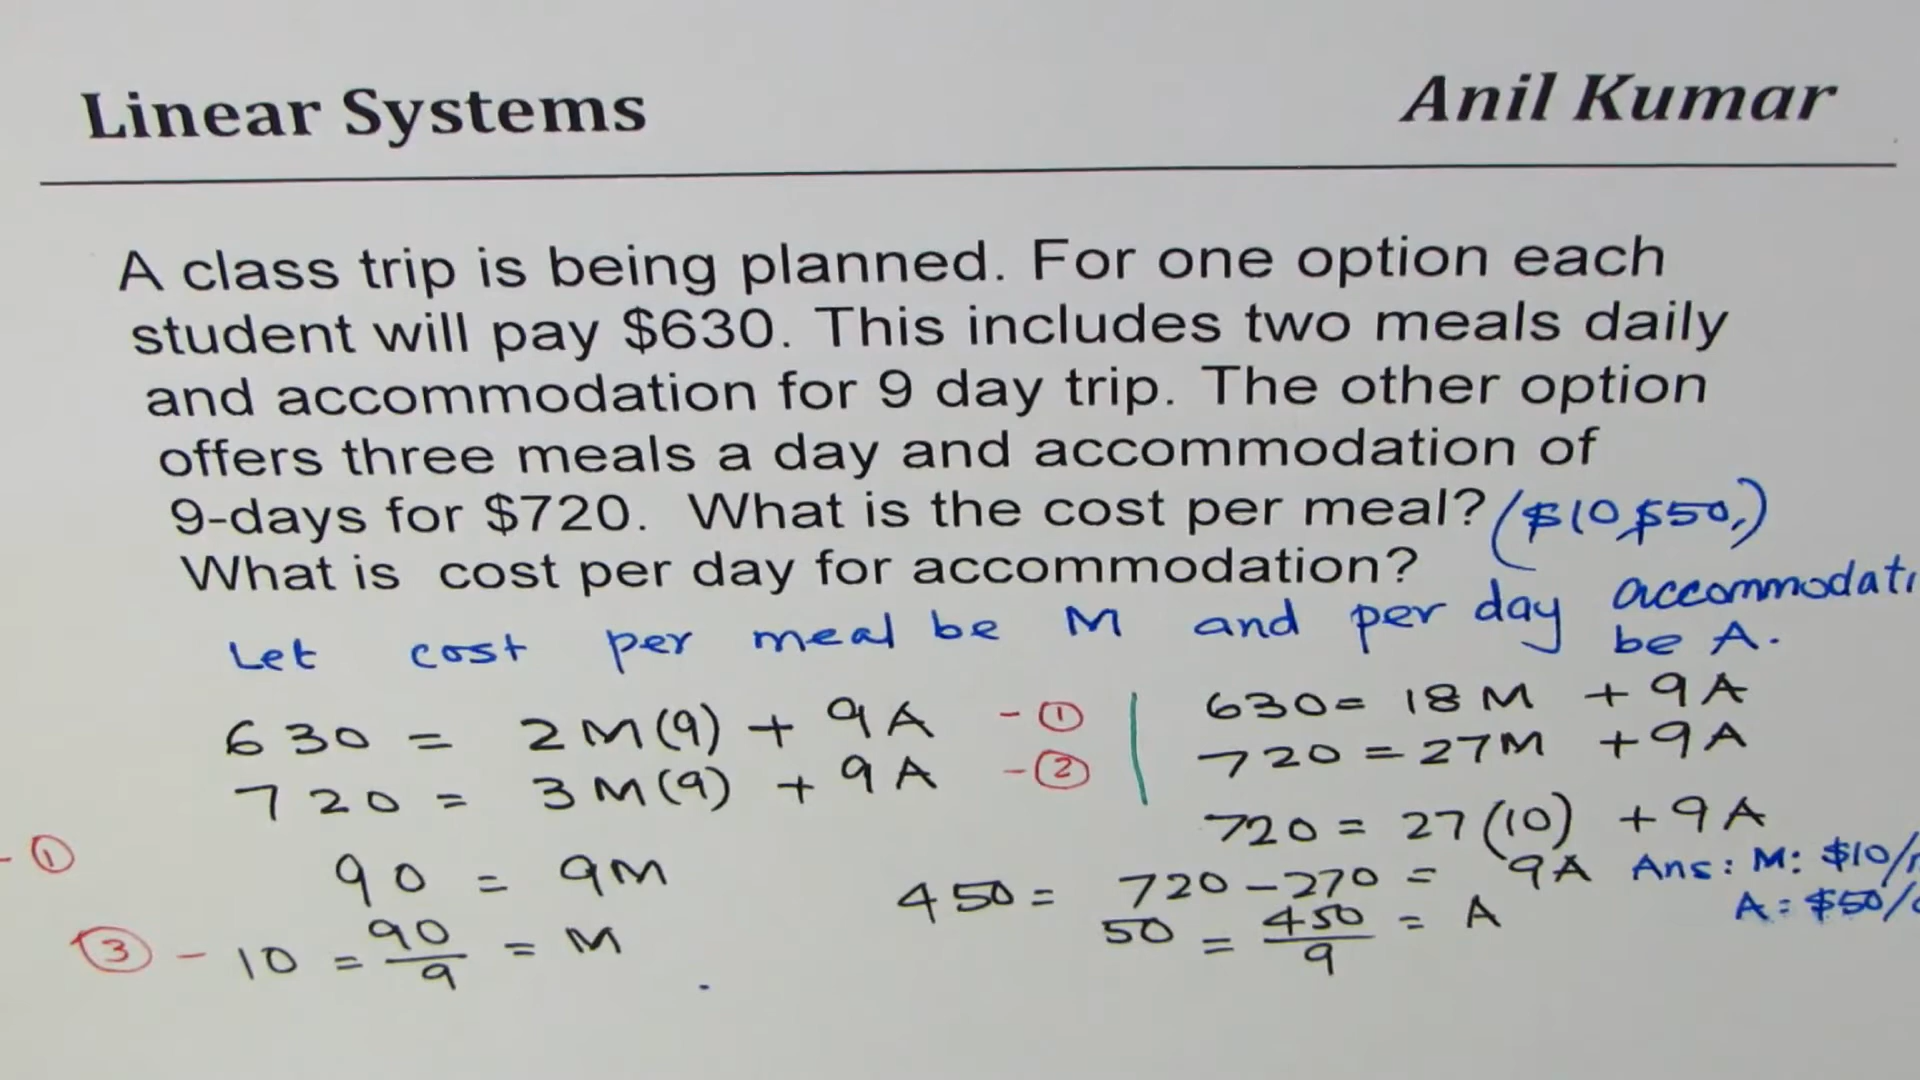 Linear Systems
Anil Kumar
A class trip is being planned. For one option each
student will pay $630. This includes two meals daily
and accommodation for 9 day trip. The other option
offers three meals a day and accommodation of
9-days for $720. What is the cost per meal? ($10,$50,)
What is cost per day for accommodation?
Let cost per meal be M and per day accommodati
be A.
630 = 2M(9) + 9A - ①
720 = 3M(9) + 9A - ②
- ①
90 = 9M
③ - 10 = 90/9 = M
630 = 18M + 9A
720 = 27M + 9A
720 = 27(10) + 9A
450 = 720 - 270 = 9A
50 = 450/9 = A
Ans: M: $10/
A = $50/